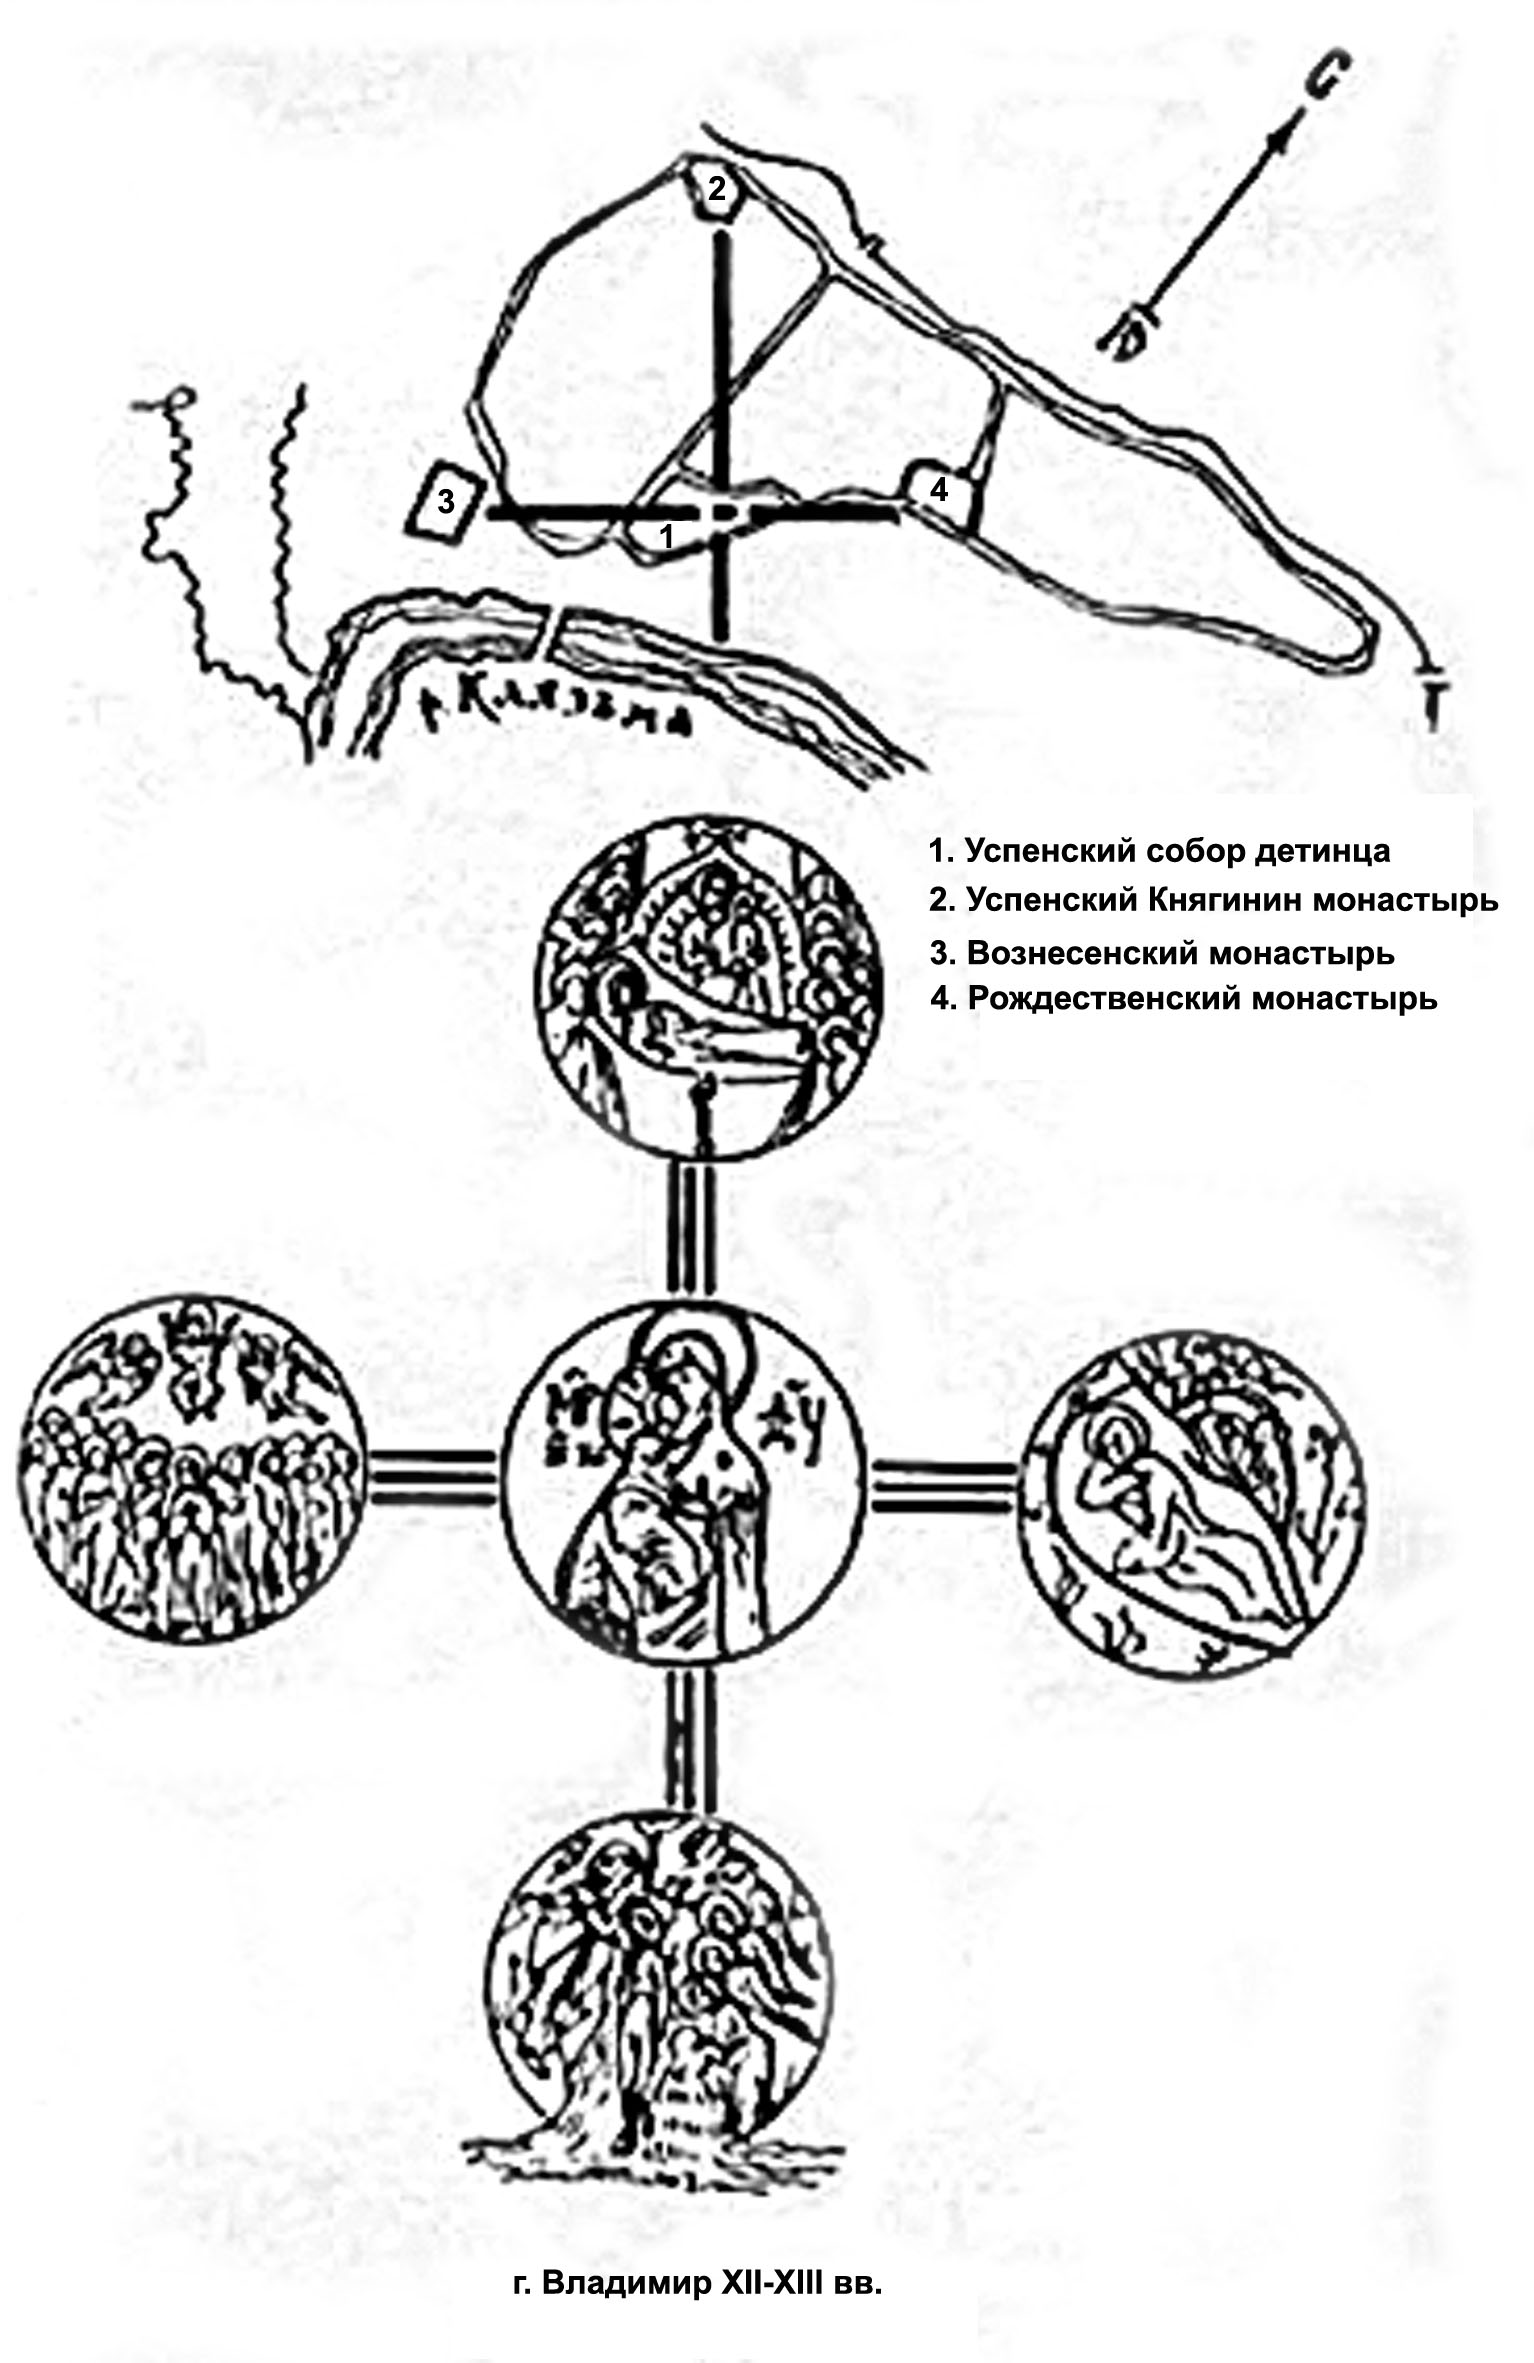 С
2
Ю
4
3
1
р. Клязьма
1. Успенский собор детинца
2. Успенский Княгинин монастырь
3. Вознесенский монастырь
4. Рождественский монастырь
г. Владимир XII-XIII вв.